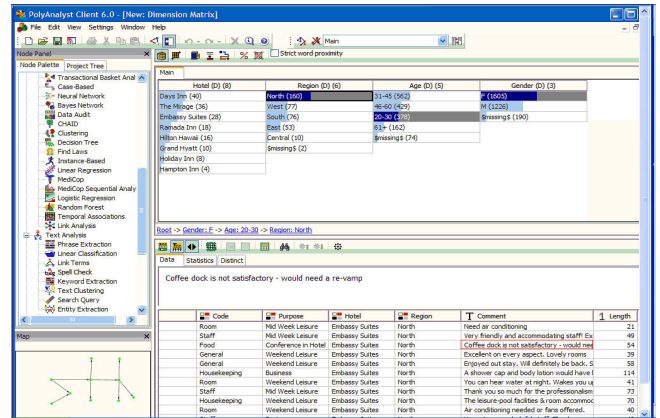 PolyAnalyst Client 6.0 - [New: Dimension Matrix]
File Edit View Settings Window Help
Main
Node Panel
Strict word proximity
Node Palette Project Tree
Main
Transactional Basket Anal
Case-Based
Neural Network
Bayes Network
Data Audit
CHAID
Clustering
Decision Tree
Find Laws
Instance-Based
Linear Regression
MedicOp
MedicOp Sequential Analy
Logistic Regression
Random Forest
Temporal Associations
Link Analysis
Text Analysis
Phrase Extraction
Linear Classification
Link Terms
Spell Check
Keyword Extraction
Text Clustering
Search Query
Entity Extraction
Hotel (D) (8) Region (D) (6) Age (D) (5) Gender (D) (3)
Days Inn (40) North (160) 31-45 (562) F (1605)
The Mirage (36) West (77) 46-60 (429) M (1226)
Embassy Suites (28) South (76) 20-30 (378) $missing$ (190)
Ramada Inn (18) East (53) 61+ (162)
Hilton Hawaii (16) Central (10) $missing$ (74)
Grand Hyatt (10) $missing$ (2)
Holiday Inn (8)
Hampton Inn (4)
Root -> Gender: F -> Age: 20-30 -> Region: North
Data Statistics Distinct
Coffee dock is not satisfactory - would need a re-vamp
Map
Code Purpose Hotel Region Comment Length
Room Mid Week Leisure Embassy Suites North Need air conditioning 21
Staff Mid Week Leisure Embassy Suites North Very friendly and accommodating staff! Ex 49
Food Conference in Hotel Embassy Suites North Coffee dock is not satisfactory - would nee 54
General Weekend Leisure Embassy Suites North Excellent on every aspect. Lovely rooms 39
General Weekend Leisure Embassy Suites North Enjoyed out stay. Will definitely be back. S 58
Housekeeping Business Embassy Suites North A shower cap and body lotion would have l 114
Room Weekend Leisure Embassy Suites North You can hear water at night. Wakes you u 41
Staff Mid Week Leisure Embassy Suites North Thank you so much for the professionalism 73
Housekeeping Weekend Leisure Embassy Suites North The leisure-pool facilities & room accommoc 70
Room Weekend Leisure Embassy Suites North Air conditioning needed or fans offered. 40